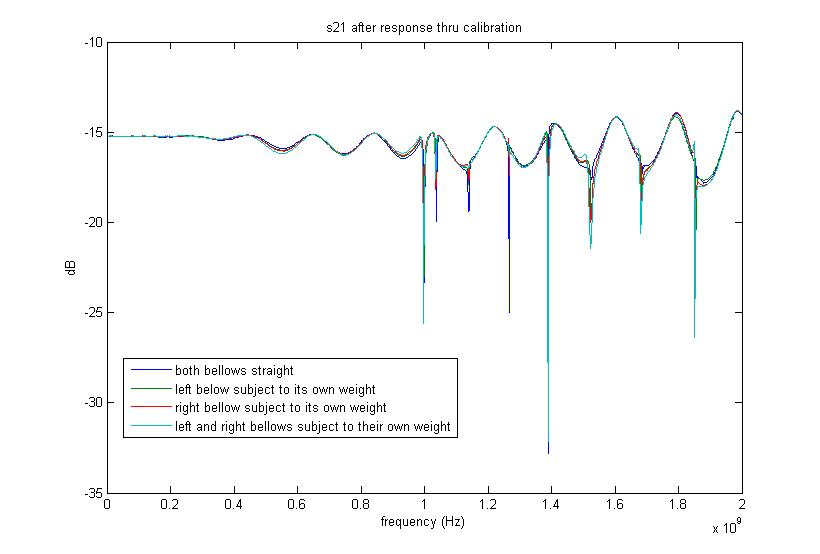 s21 after response thru calibration
-10
-15
-20
-25
-30
-35
dB
both bellows straight
left below subject to its own weight
right bellow subject to its own weight
left and right bellows subject to their own weight
0 0.2 0.4 0.6 0.8 1 1.2 1.4 1.6 1.8 2
frequency (Hz)
x 10^9